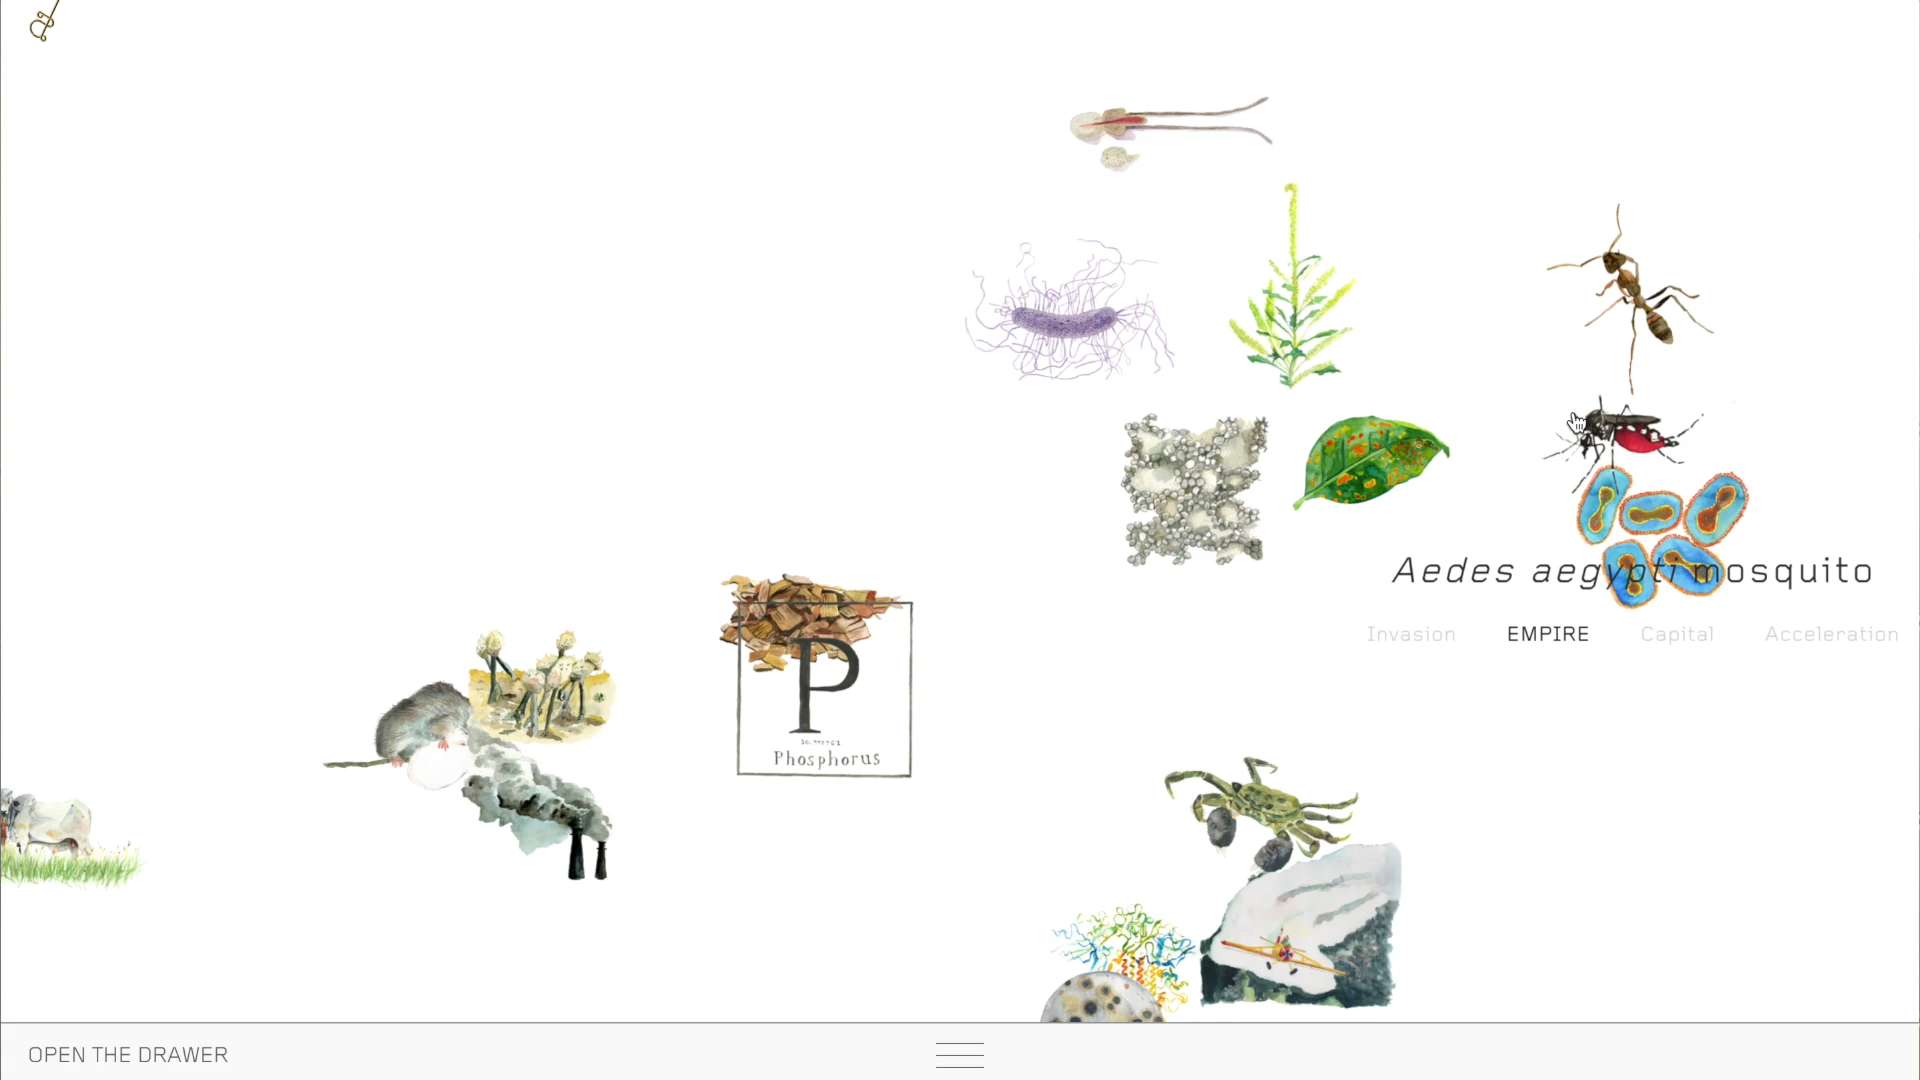 Aedes aegypti mosquito
Invasion EMPIRE Capital Acceleration
P
Phosphorus
OPEN THE DRAWER